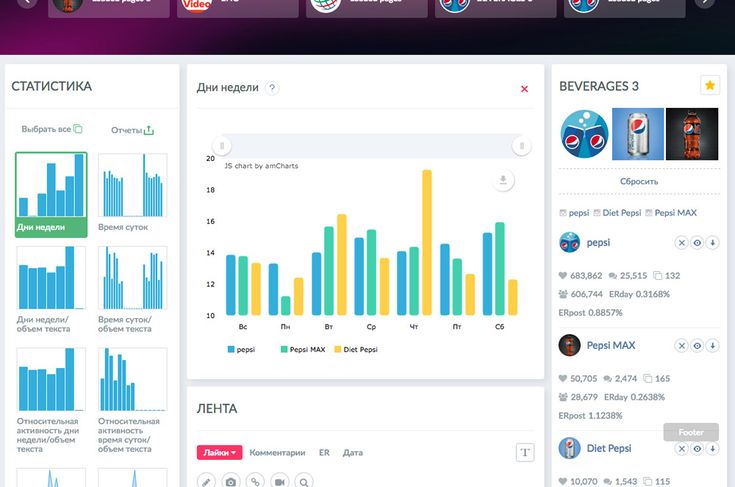 Video
СТАТИСТИКА
Выбрать все
Отчеты
Дни недели
Время суток
Дни недели/
объем текста
Время суток/
объем текста
Относительная
активность дни
недели/объем текста
Относительная
активность
время суток/
объем текста
Дни недели ?
JS chart by amCharts
20
18
16
14
12
10
Вс Пн Вт Ср Чт Пт Сб
pepsi Pepsi MAX Diet Pepsi
ЛЕНТА
Лайки Комментарии ER Дата
T
BEVERAGES 3
Сбросить
pepsi Diet Pepsi Pepsi MAX
pepsi
683,862 25,515 132
606,744 ERday 0.3168%
ERpost 0.8857%
Pepsi MAX
50,705 2,474 165
28,679 ERday 0.2638%
ERpost 1.1238%
Footer
Diet Pepsi
10,070 1,543 115